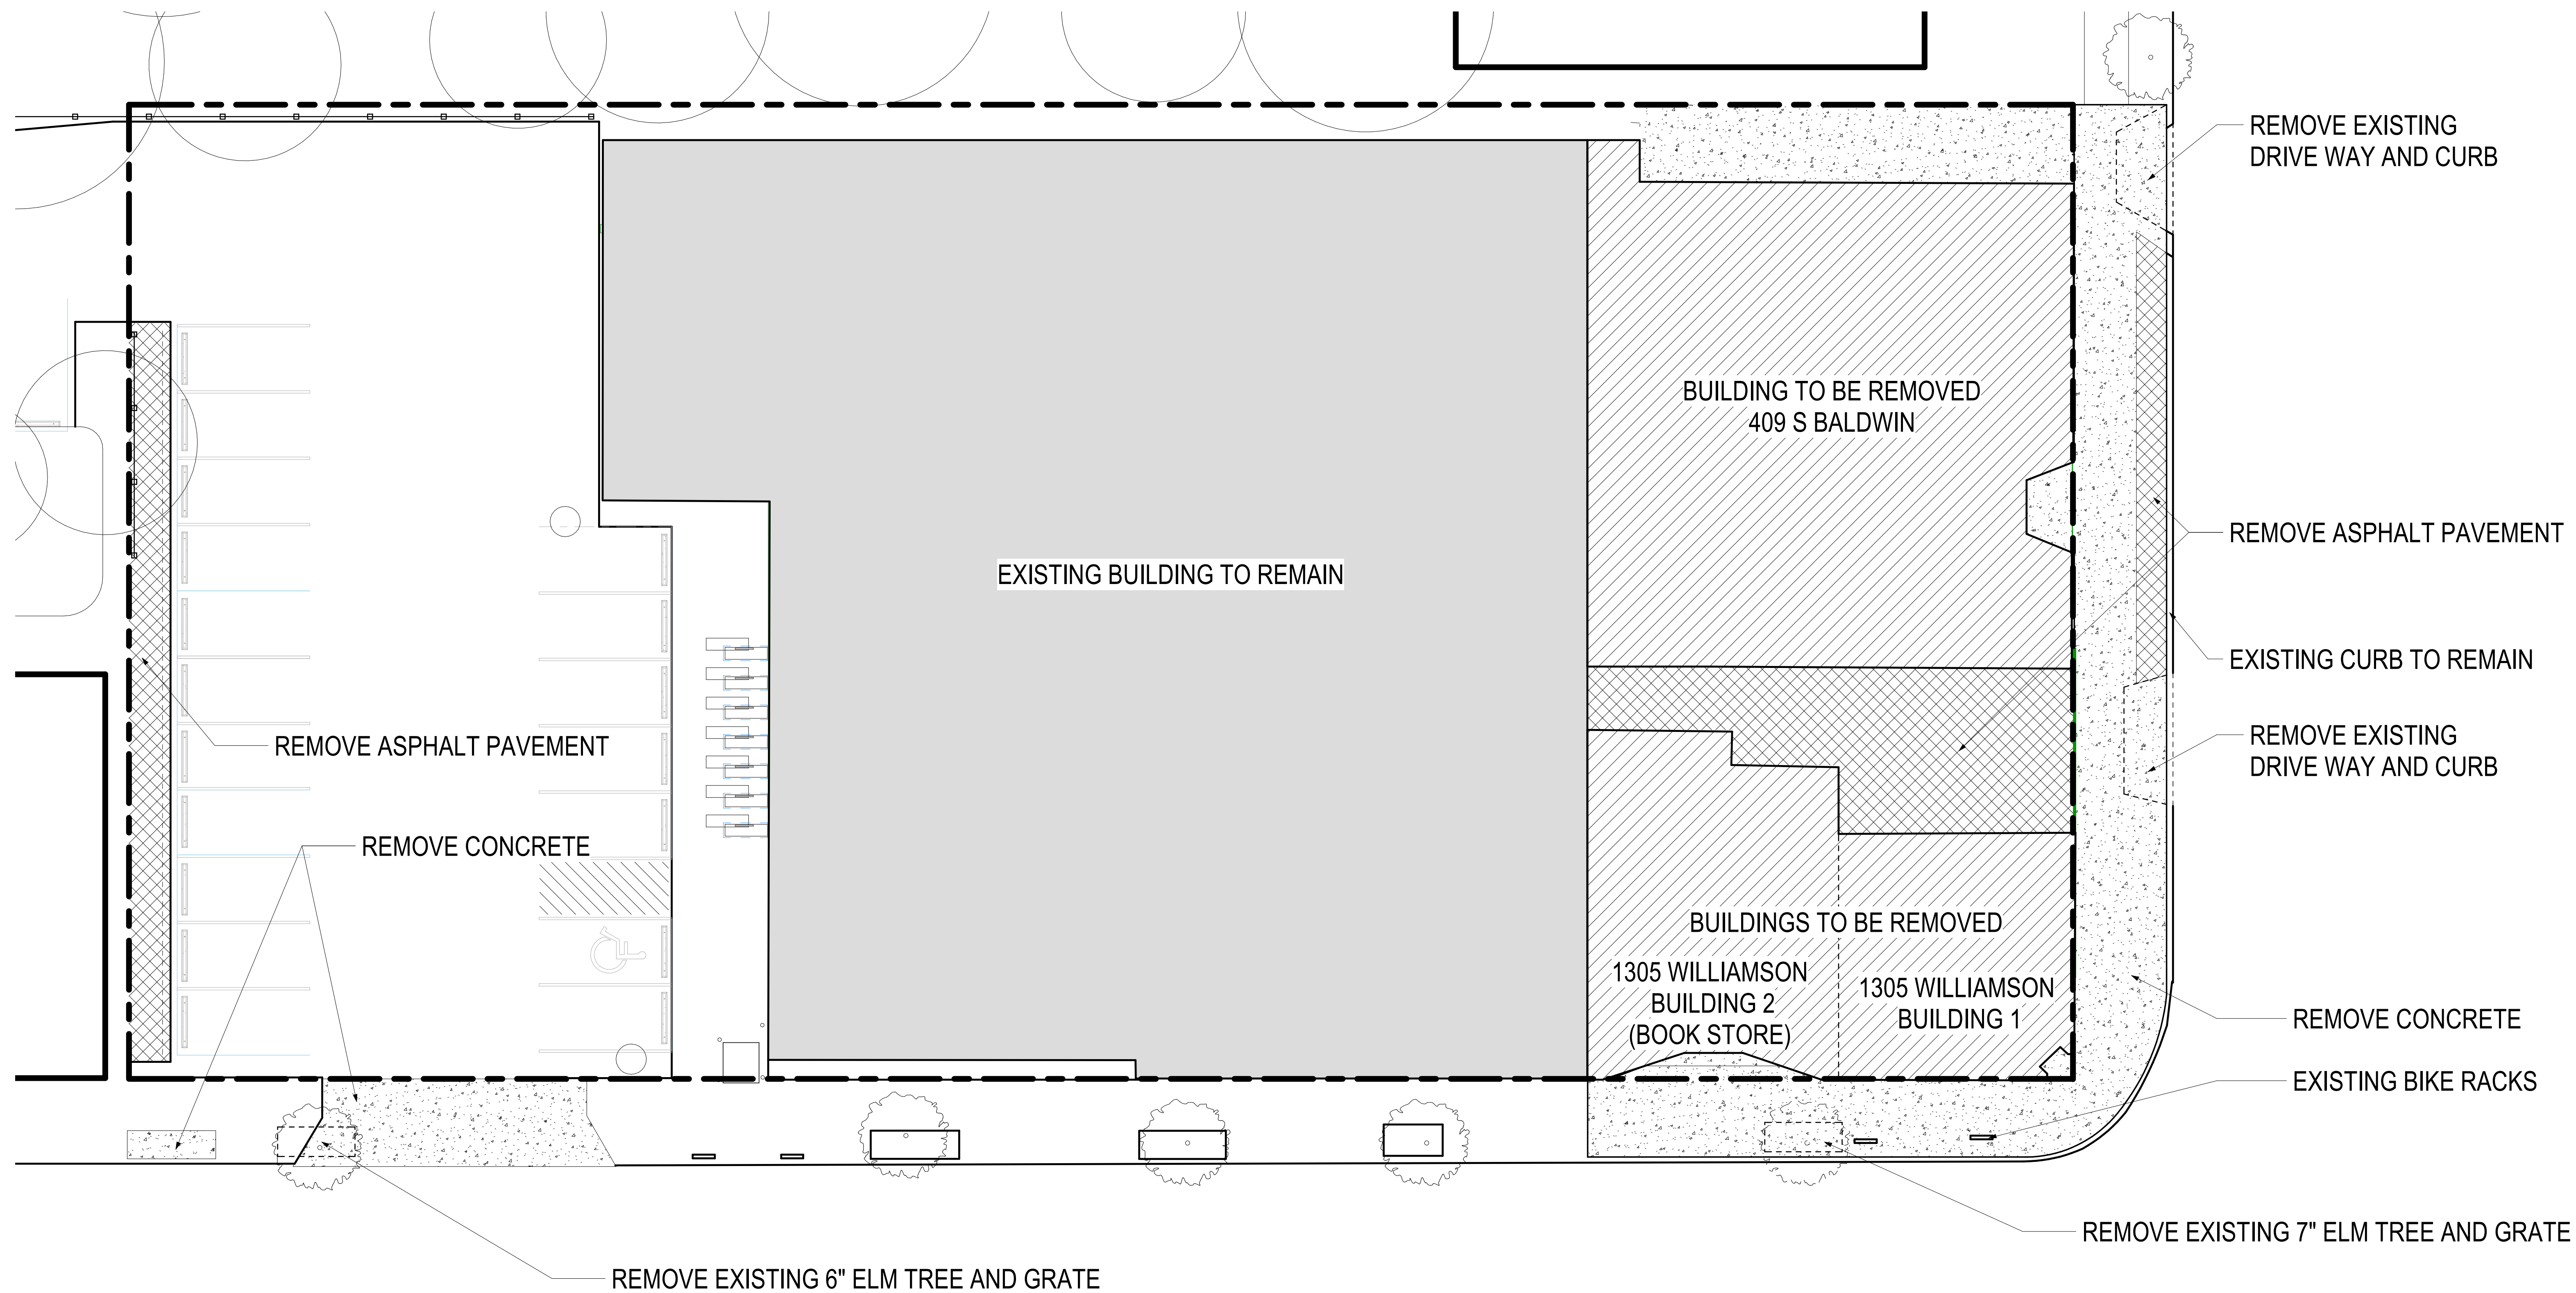 REMOVE EXISTING
DRIVE WAY AND CURB
BUILDING TO BE REMOVED
409 S BALDWIN
REMOVE ASPHALT PAVEMENT
EXISTING BUILDING TO REMAIN
EXISTING CURB TO REMAIN
REMOVE ASPHALT PAVEMENT
REMOVE EXISTING
DRIVE WAY AND CURB
REMOVE CONCRETE
BUILDINGS TO BE REMOVED
1305 WILLIAMSON
BUILDING 2
(BOOK STORE)
1305 WILLIAMSON
BUILDING 1
REMOVE CONCRETE
EXISTING BIKE RACKS
REMOVE EXISTING 7" ELM TREE AND GRATE
REMOVE EXISTING 6" ELM TREE AND GRATE